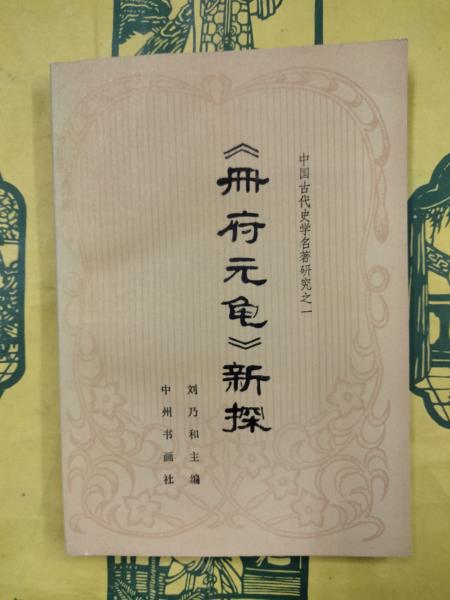 中国古代史学名著研究之一
《冊府元龟》新探
刘乃和主编
中州书画社